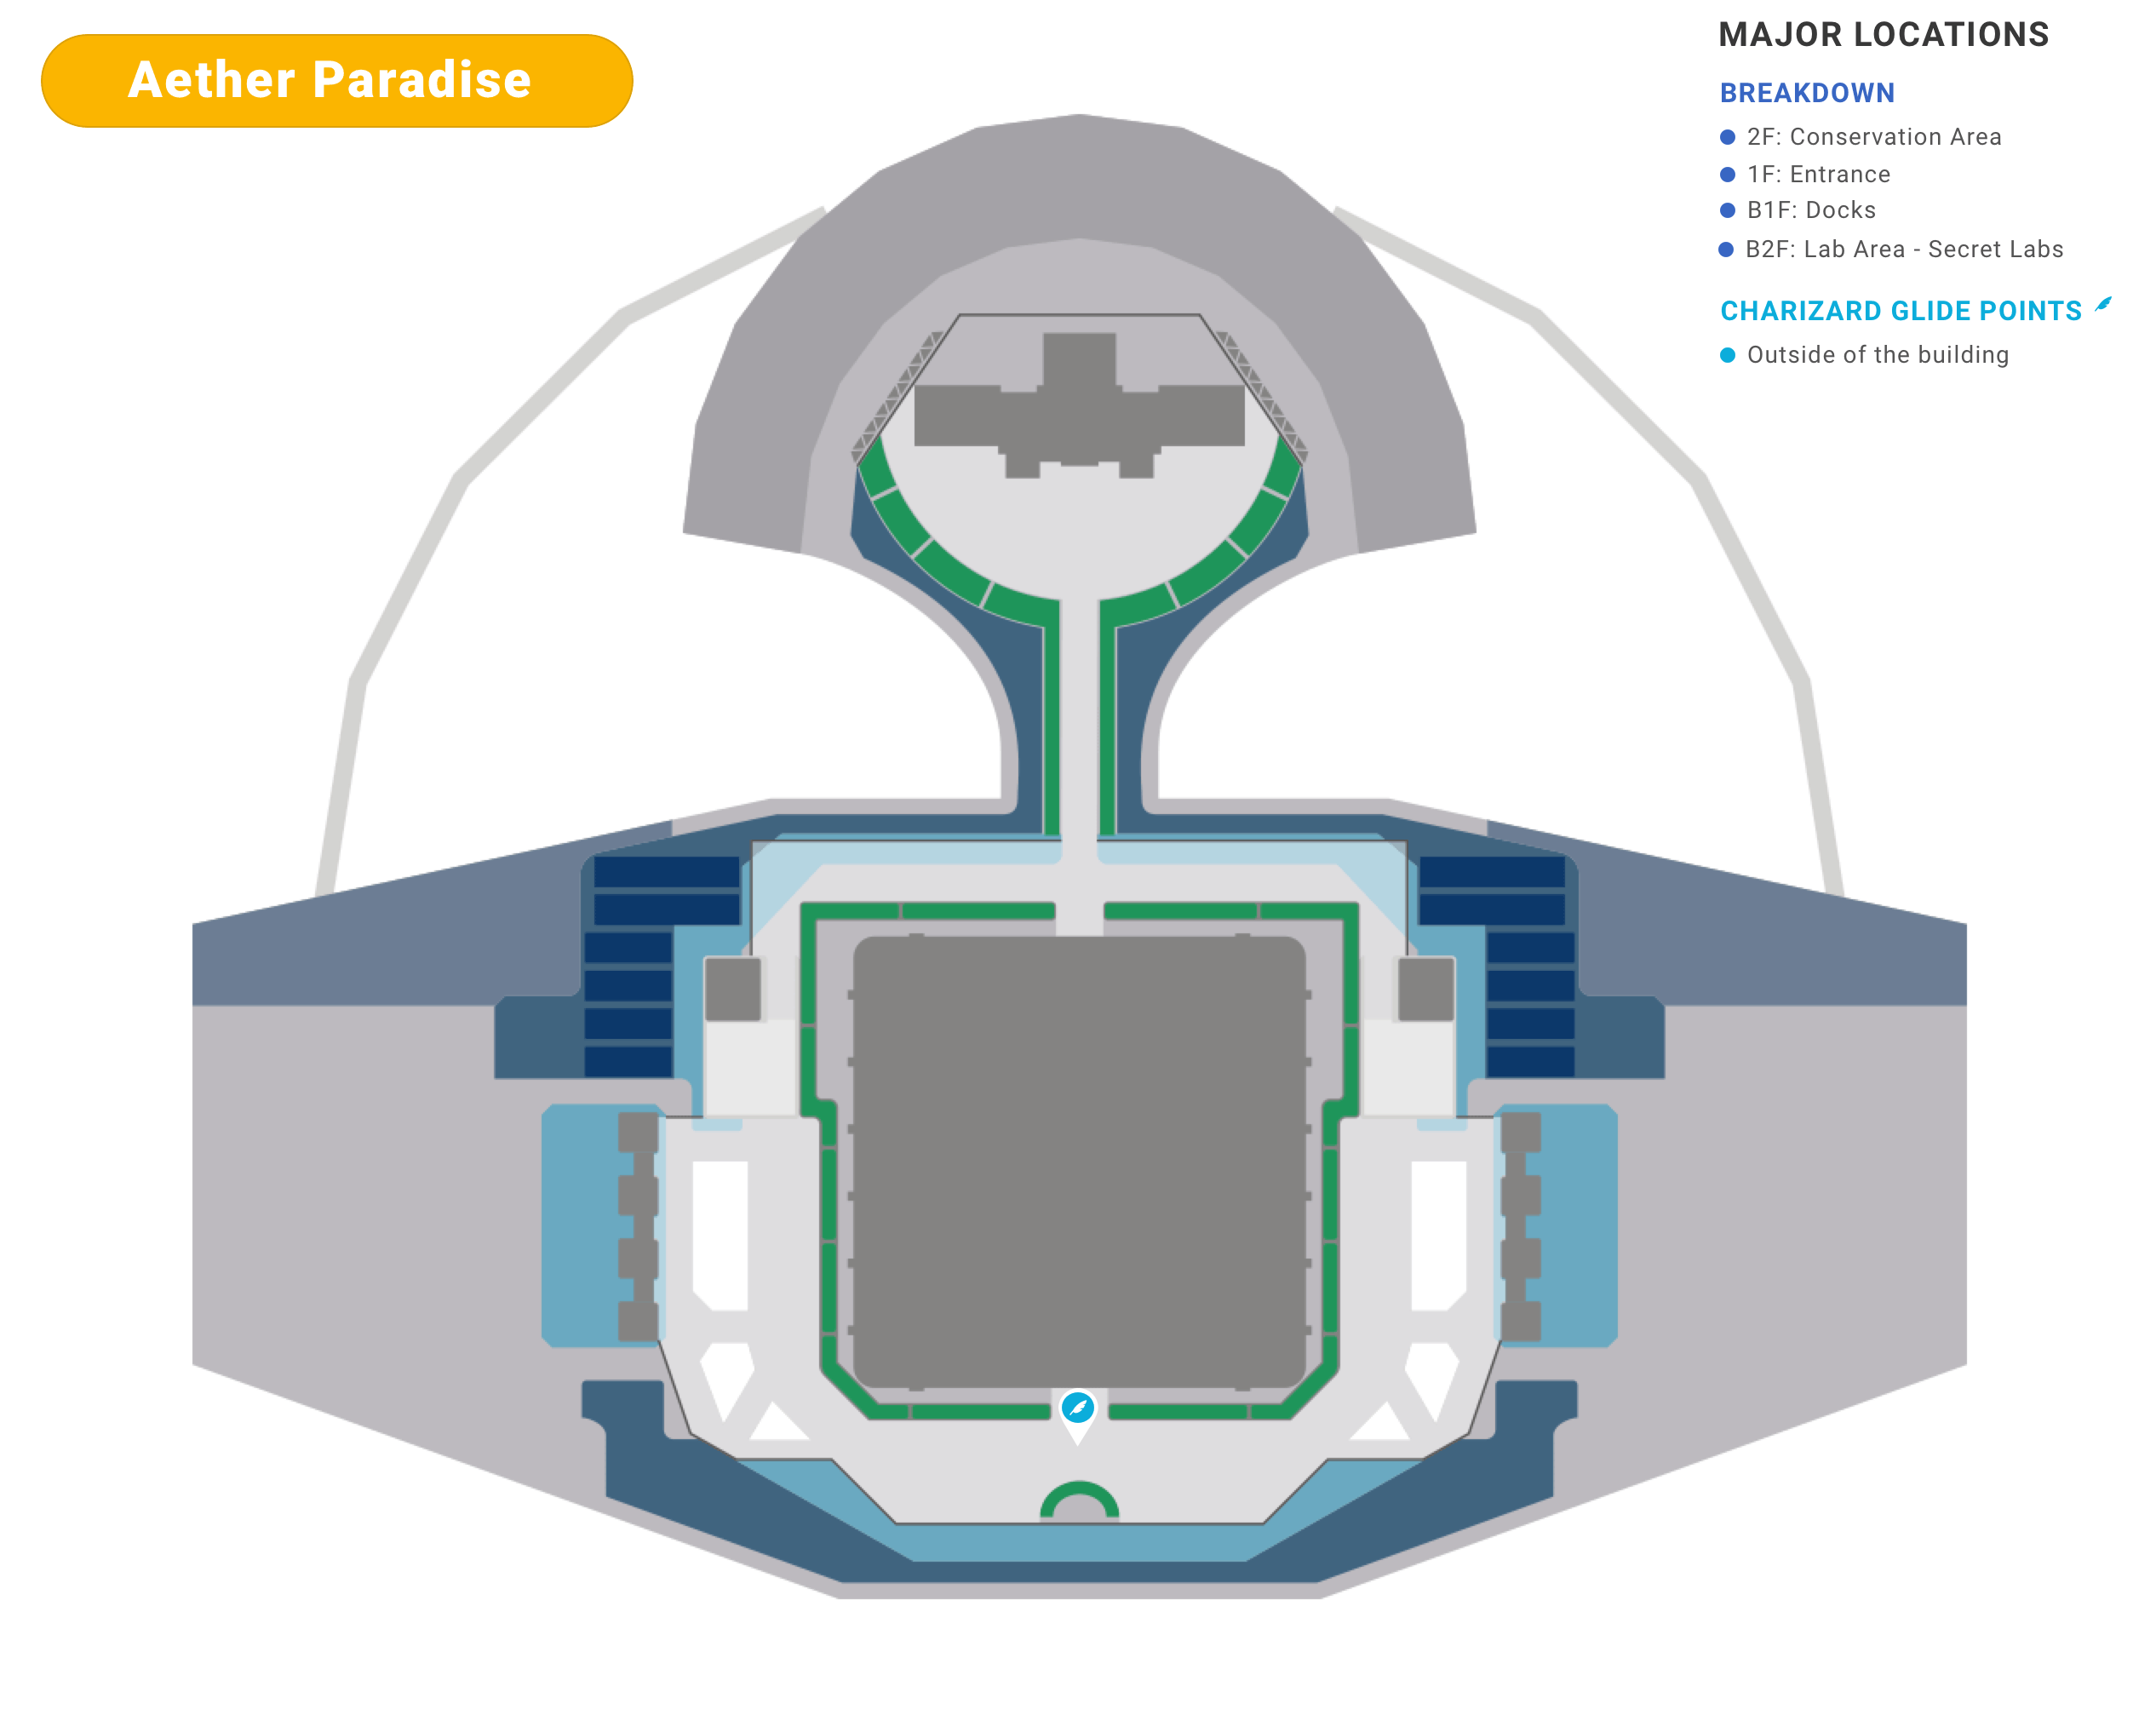 Aether Paradise
MAJOR LOCATIONS
BREAKDOWN
2F: Conservation Area
1F: Entrance
B1F: Docks
B2F: Lab Area - Secret Labs
CHARIZARD GLIDE POINTS
Outside of the building